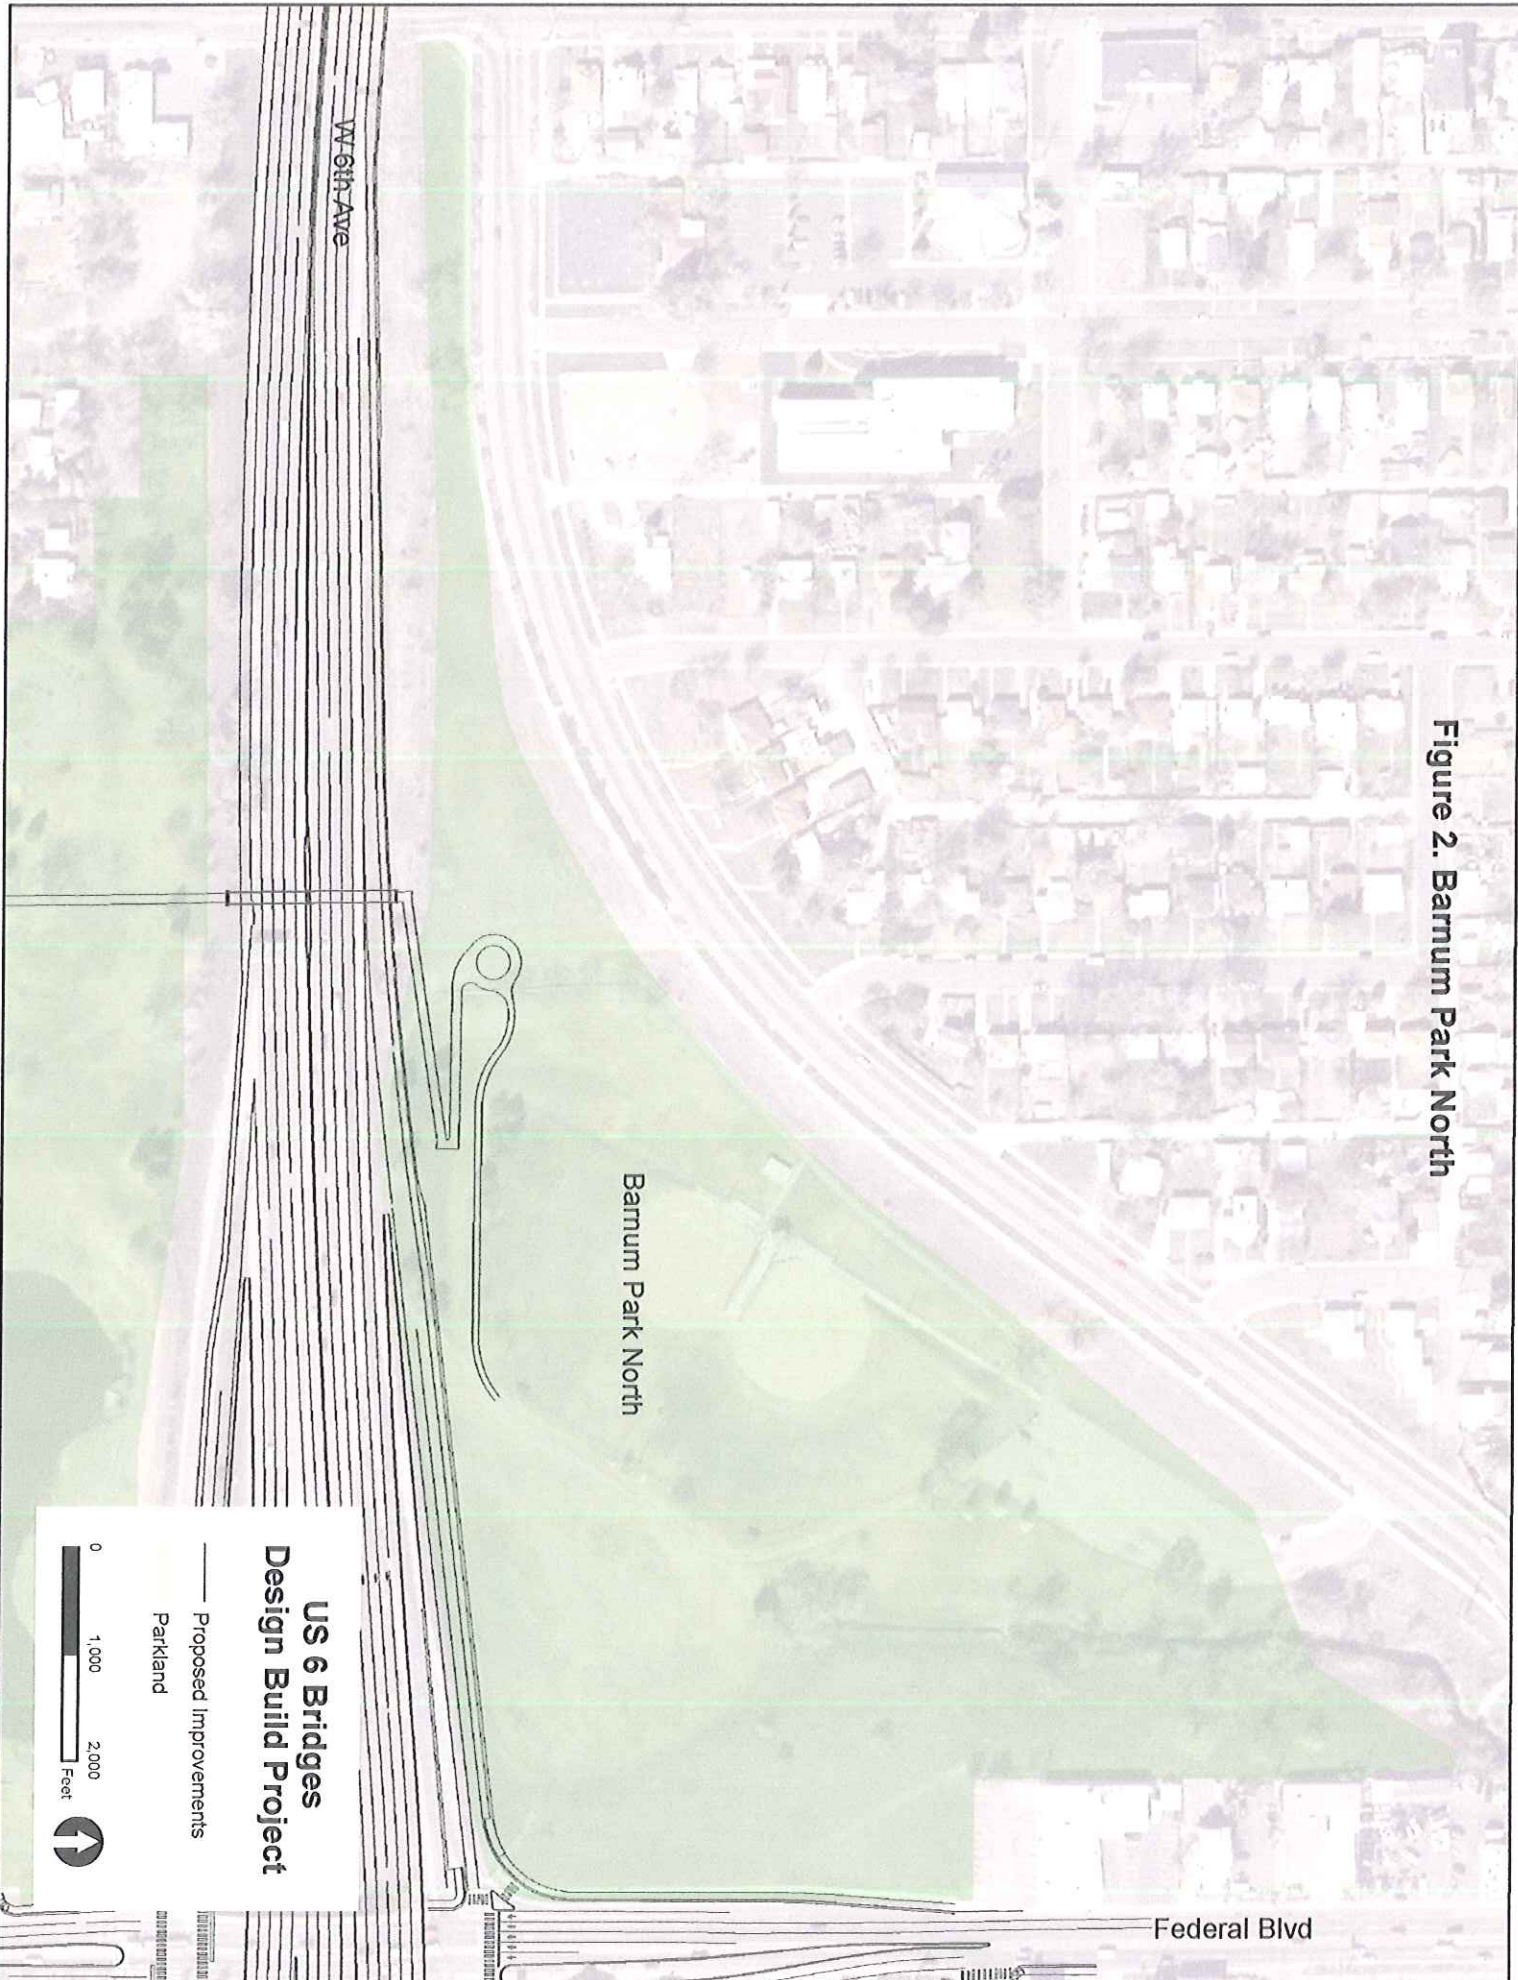 Figure 2. Barnum Park North
W 6th Ave
Barnum Park North
Federal Blvd
US 6 Bridges
Design Build Project
Proposed Improvements
Parkland
0 1,000 2,000
Feet